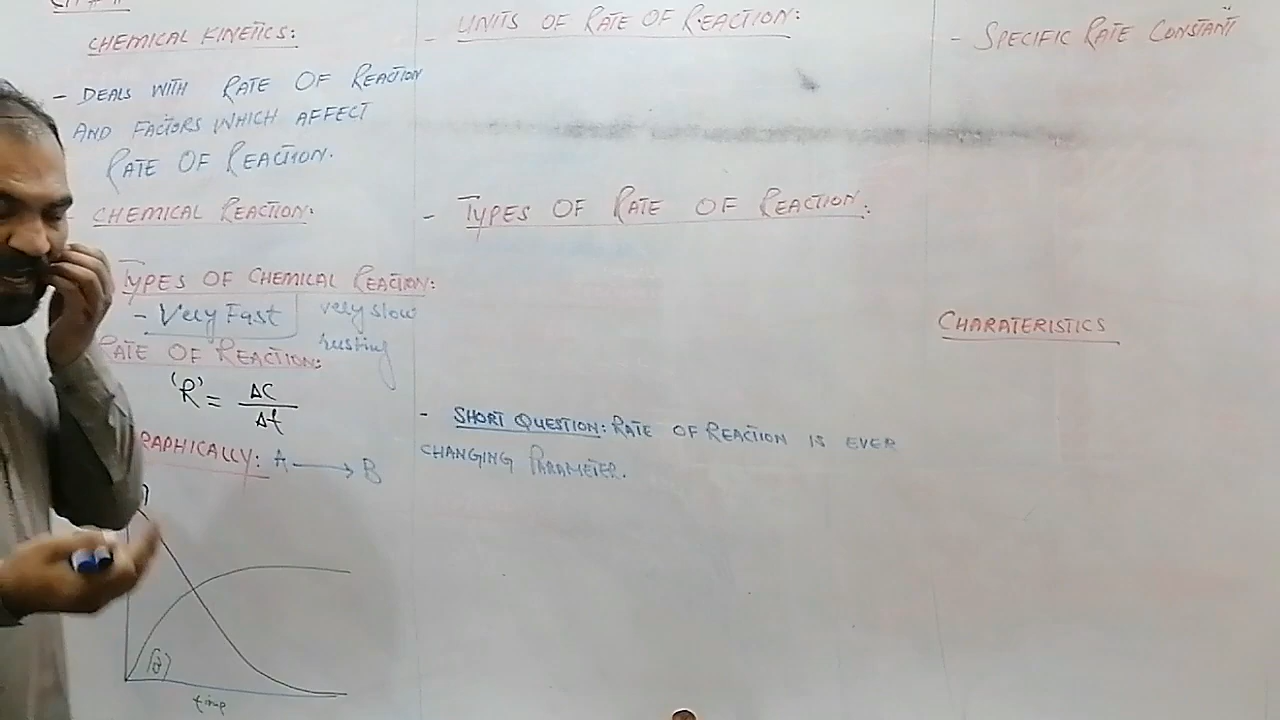 CHEMICAL KINETICS:
- DEALS WITH RATE OF REACTION
AND FACTORS WHICH AFFECT
RATE OF REACTION.
CHEMICAL REACTION:
TYPES OF CHEMICAL REACTION:
- Very Fast very slow
rusting
RATE OF REACTION:
'R' = ΔC
Δt
RAPHICALLY: A → B
time
- UNITS OF RATE OF REACTION:
- TYPES OF RATE OF REACTION:
- SHORT QUESTION: RATE OF REACTION IS EVER
CHANGING PARAMETER.
- SPECIFIC RATE CONSTANT
CHARATERISTICS